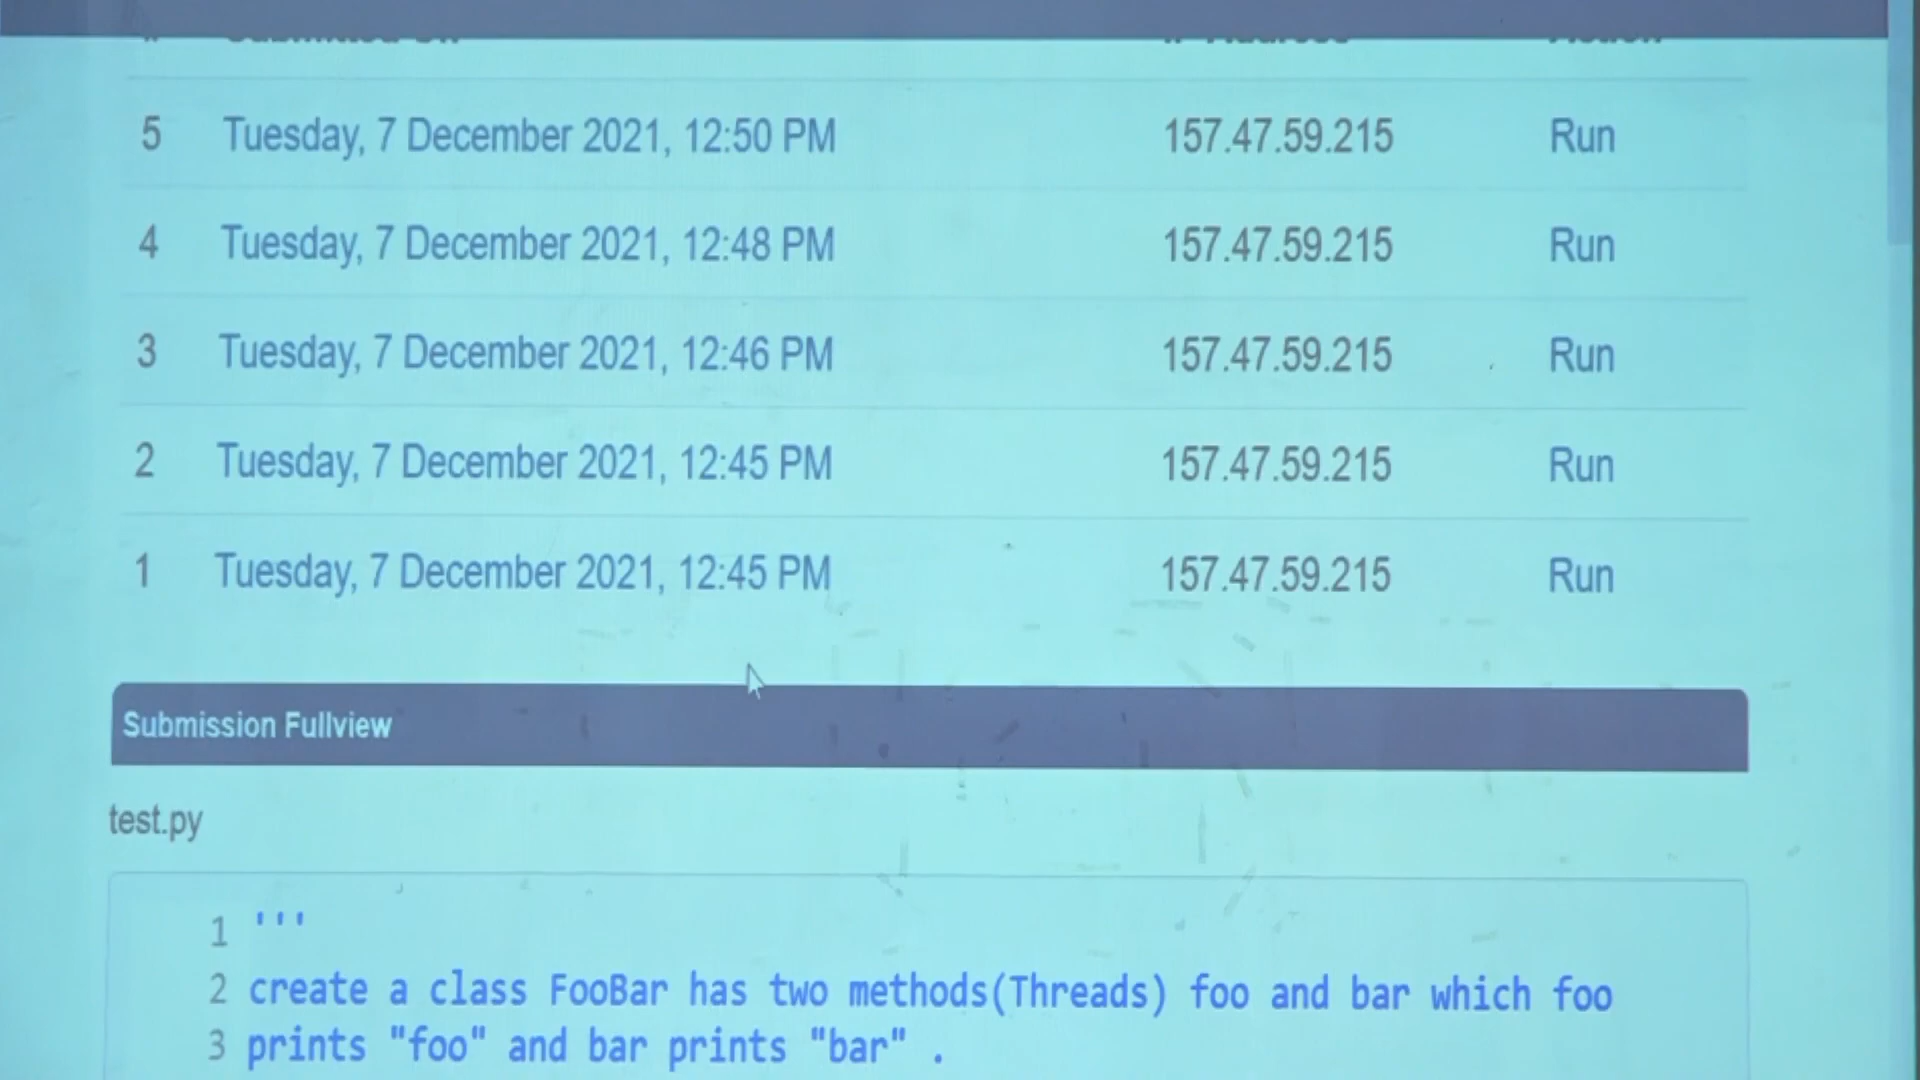 5 Tuesday, 7 December 2021, 12:50 PM 157.47.59.215 Run
4 Tuesday, 7 December 2021, 12:48 PM 157.47.59.215 Run
3 Tuesday, 7 December 2021, 12:46 PM 157.47.59.215 Run
2 Tuesday, 7 December 2021, 12:45 PM 157.47.59.215 Run
1 Tuesday, 7 December 2021, 12:45 PM 157.47.59.215 Run
Submission Fullview
test.py
1 '''
2 create a class FooBar has two methods(Threads) foo and bar which foo
3 prints "foo" and bar prints "bar" .